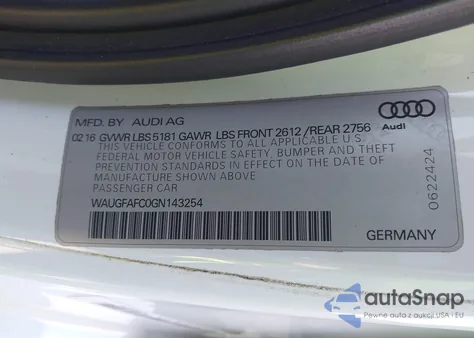 MFD. BY AUDI AG
02 16 GVWR LBS 5181 GAWR LBS FRONT 2612 / REAR 2756
THIS VEHICLE CONFORMS TO ALL APPLICABLE U.S.
FEDERAL MOTOR VEHICLE SAFETY, BUMPER AND THEFT
PREVENTION STANDARDS IN EFFECT ON THE DATE OF
MANUFACTURE SHOWN ABOVE
PASSENGER CAR
WAUGFAFC0GN143254
Audi
0622424
GERMANY
autoSnap
Pewne auta z aukcji USA i EU